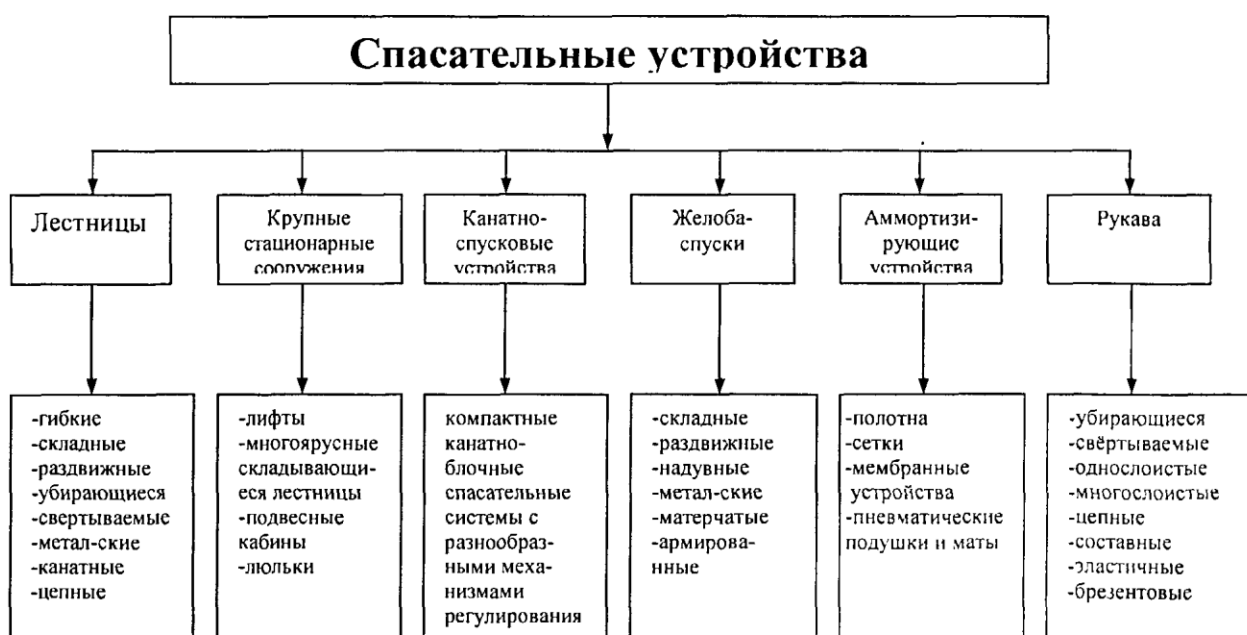 Спасательные устройства
Лестницы
Крупные
стационарные
сооружения
Канатно-
спусковые
устройства
Желоба-
спуски
Аммортизи-
рующие
устройства
Рукава
-гибкие
-складные
-раздвижные
-убирающиеся
-свертываемые
-метал-ские
-канатные
-цепные
-лифты
-многоярусные
складывающи-
еся лестницы
-подвесные
кабины
-люльки
компактные
канатно-
блочные
спасательные
системы с
разнообраз-
ными меха-
низмами
регулирования
-складные
-раздвижные
-надувные
-метал-ские
-матерчатые
-армирова-
нные
-полотна
-сетки
-мембранные
устройства
-пневматические
подушки и маты
-убирающиеся
-свёртываемые
-однослоистые
-многослоистые
-цепные
-составные
-эластичные
-брезентовые